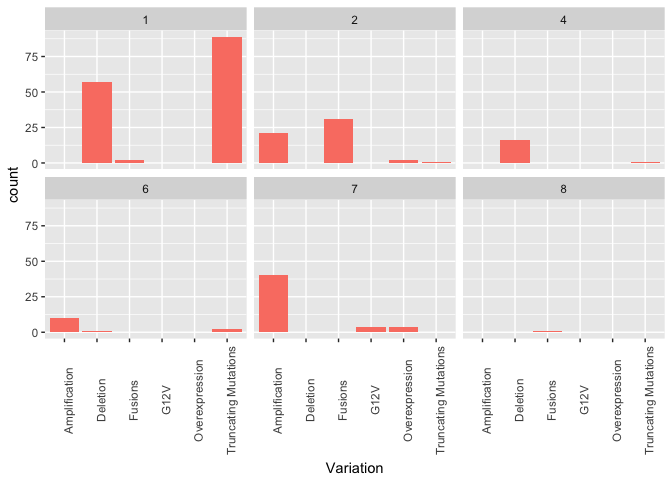 1 2 4
75
50
25
0
count
6 7 8
75
50
25
0
Amplification Deletion Fusions G12V Overexpression Truncating Mutations Amplification Deletion Fusions G12V Overexpression Truncating Mutations Amplification Deletion Fusions G12V Overexpression Truncating Mutations
Variation